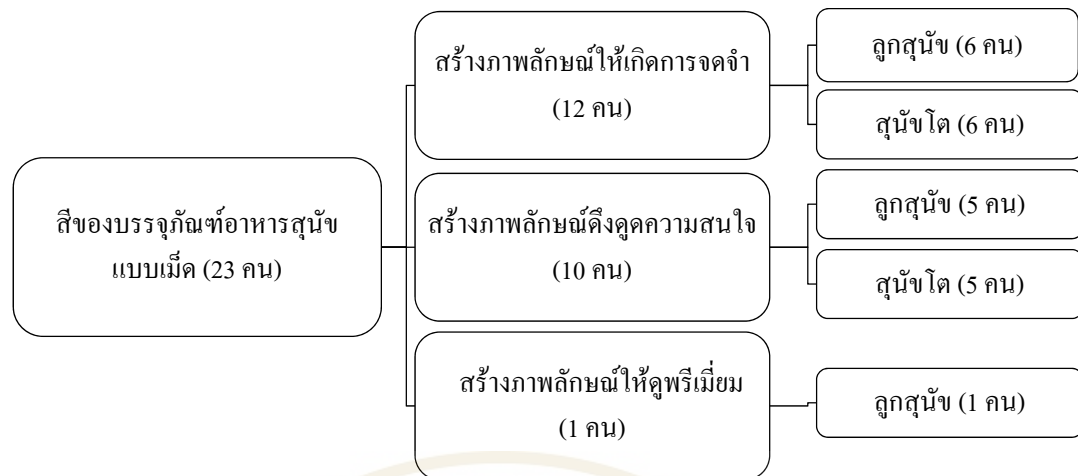 สีของบรรจุภัณฑ์อาหารสุนัข
แบบเม็ด (23 คน)
สร้างภาพลักษณ์ให้เกิดการจดจำ
(12 คน)
ลูกสุนัข (6 คน)
สุนัขโต (6 คน)
สร้างภาพลักษณ์ดึงดูดความสนใจ
(10 คน)
ลูกสุนัข (5 คน)
สุนัขโต (5 คน)
สร้างภาพลักษณ์ให้ดูพรีเมี่ยม
(1 คน)
ลูกสุนัข (1 คน)